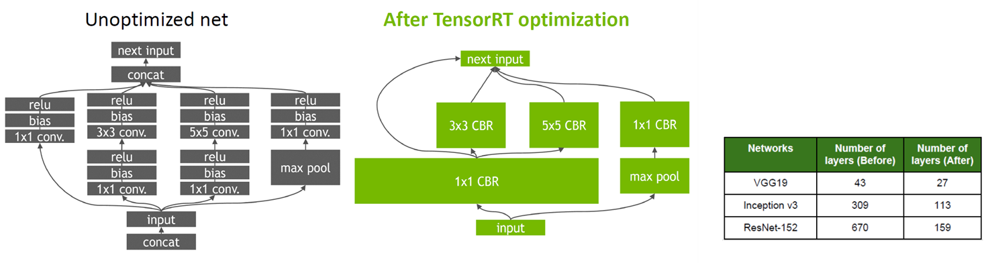 Unoptimized net
next input
concat
relu
bias
1x1 conv.
relu
bias
3x3 conv.
relu
bias
5x5 conv.
relu
bias
1x1 conv.
relu
bias
1x1 conv.
relu
bias
1x1 conv.
max pool
input
concat
After TensorRT optimization
next input
3x3 CBR
5x5 CBR
1x1 CBR
1x1 CBR
max pool
input
Networks Number of layers (Before) Number of layers (After)
VGG19 43 27
Inception v3 309 113
ResNet-152 670 159